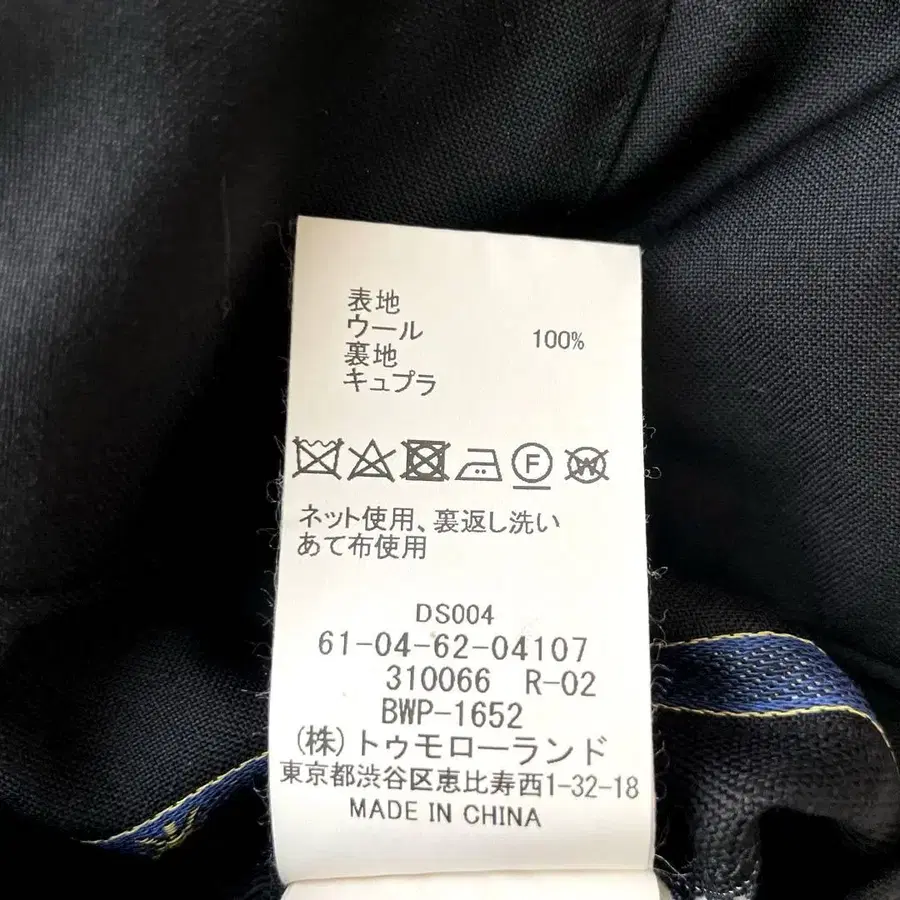 表地
ウール 100%
裏地
キュプラ
F W
ネット使用、裏返し洗い
あて布使用
DS004
61-04-62-04107
310066 R-02
BWP-1652
(株)トゥモローランド
東京都渋谷区恵比寿西1-32-18
MADE IN CHINA